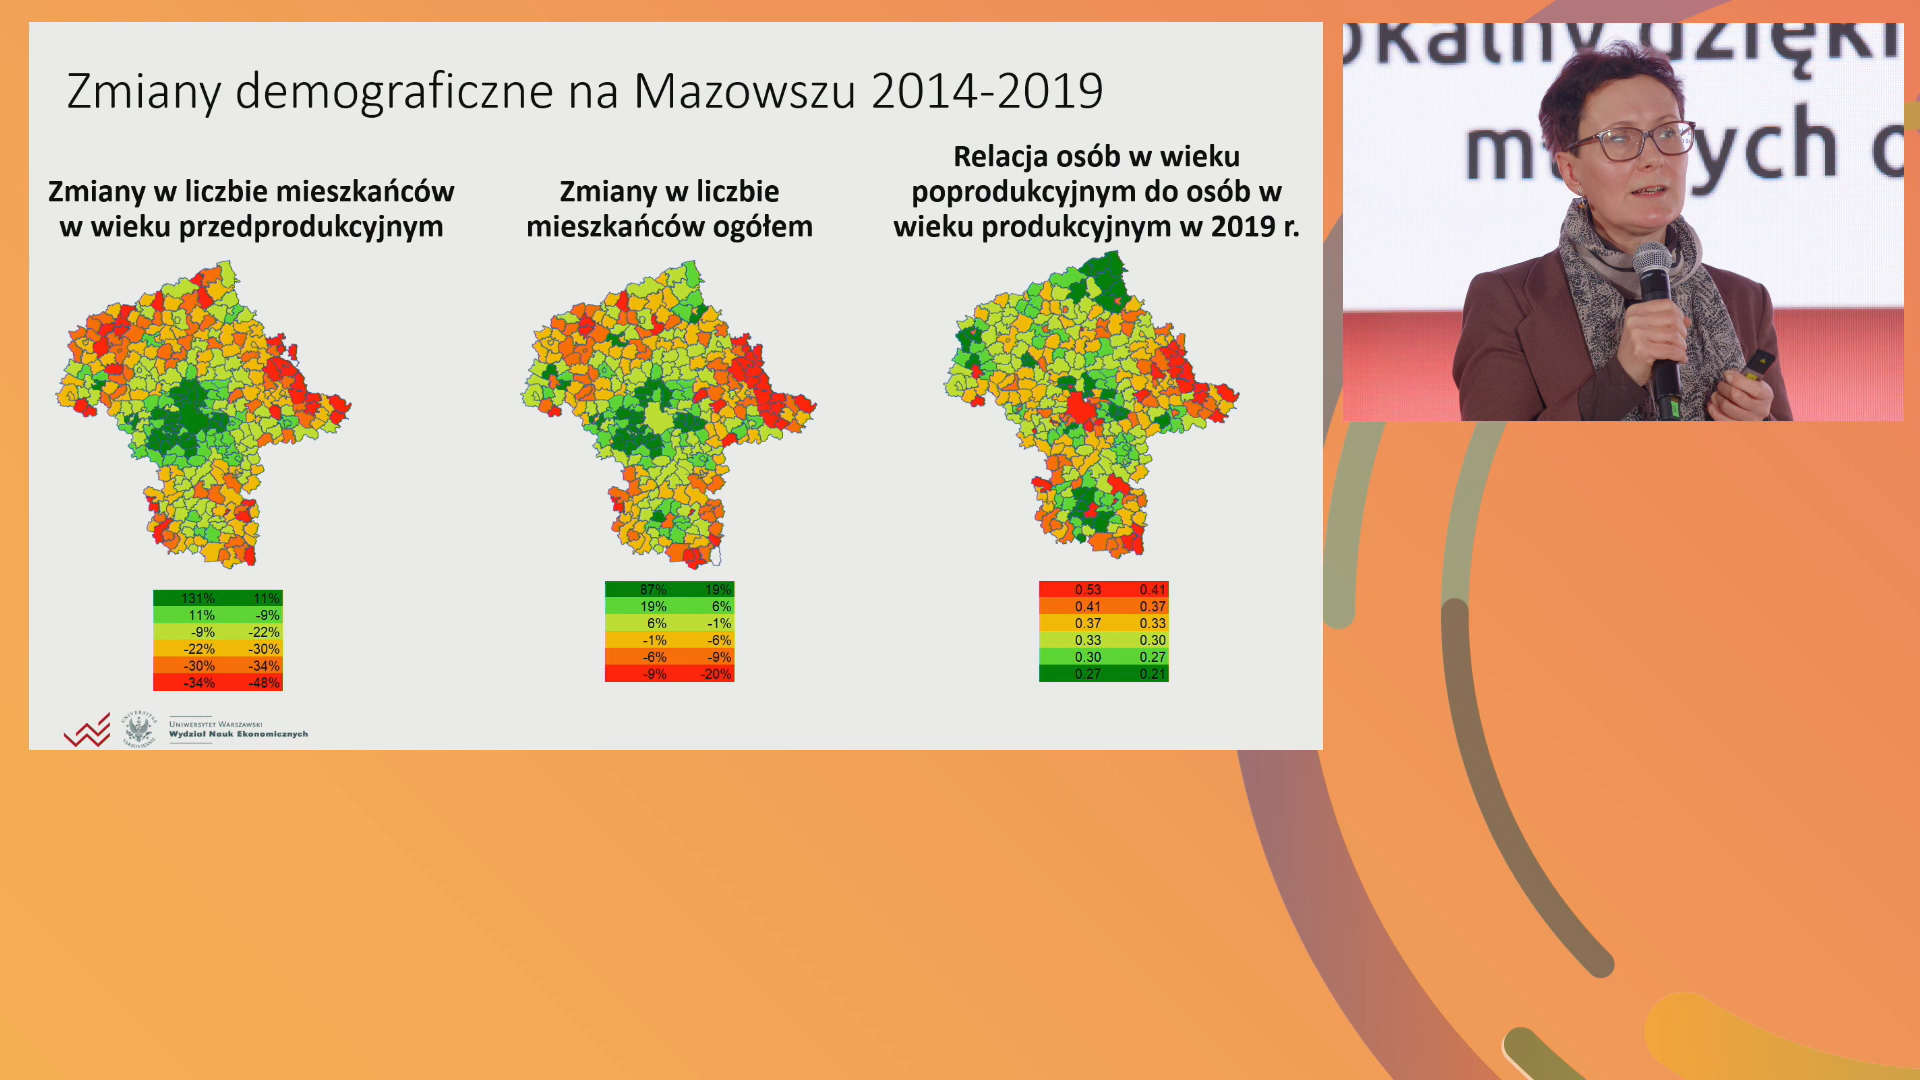 Zmiany demograficzne na Mazowszu 2014-2019
Zmiany w liczbie mieszkańców
w wieku przedprodukcyjnym
Zmiany w liczbie
mieszkańców ogółem
Relacja osób w wieku
poprodukcyjnym do osób w
wieku produkcyjnym w 2019 r.
131% 11%
11% -9%
-9% -22%
-22% -30%
-30% -34%
-34% -48%
87% 19%
19% 6%
6% -1%
-1% -6%
-6% -9%
-9% -20%
0.53 0.41
0.41 0.37
0.37 0.33
0.33 0.30
0.30 0.27
0.27 0.21
Uniwersytet Warszawski
Wydział Nauk Ekonomicznych
okalny dzięki
ych o